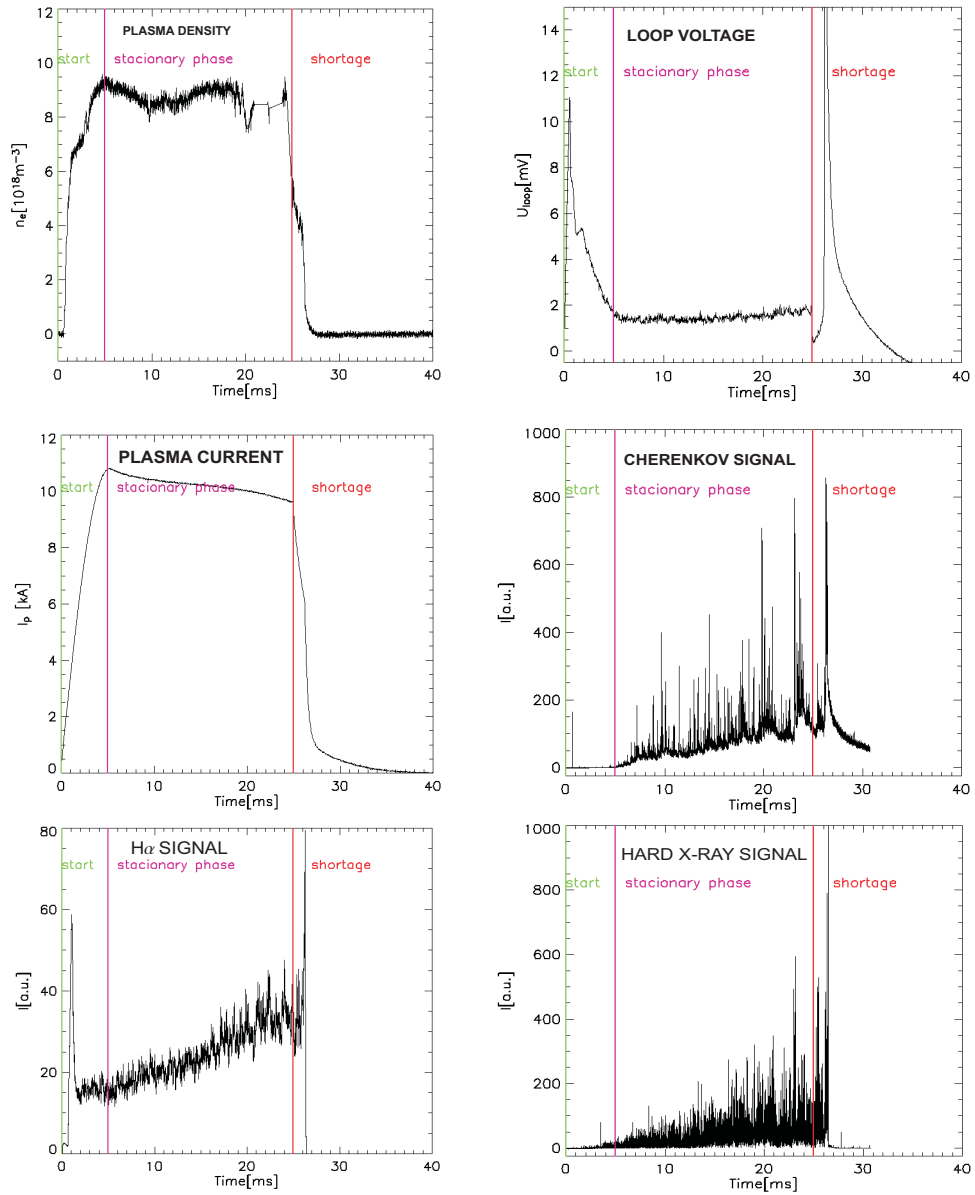 PLASMA DENSITY
start stacionary phase shortage
12
10
8
6
4
2
0
n_e[10^18m^-3]
0 10 20 30 40
Time[ms]
LOOP VOLTAGE
start stacionary phase shortage
14
12
10
8
6
4
2
0
U_loop[mV]
0 10 20 30 40
Time[ms]
PLASMA CURRENT
start stacionary phase shortage
12
10
8
6
4
2
0
I_p [kA]
0 10 20 30 40
Time[ms]
CHERENKOV SIGNAL
start stacionary phase shortage
1000
800
600
400
200
0
I[a.u.]
0 10 20 30 40
Time[ms]
Hα SIGNAL
start stacionary phase shortage
80
60
40
20
0
I[a.u.]
0 10 20 30 40
Time[ms]
HARD X-RAY SIGNAL
start stacionary phase shortage
1000
800
600
400
200
0
I[a.u.]
0 10 20 30 40
Time[ms]